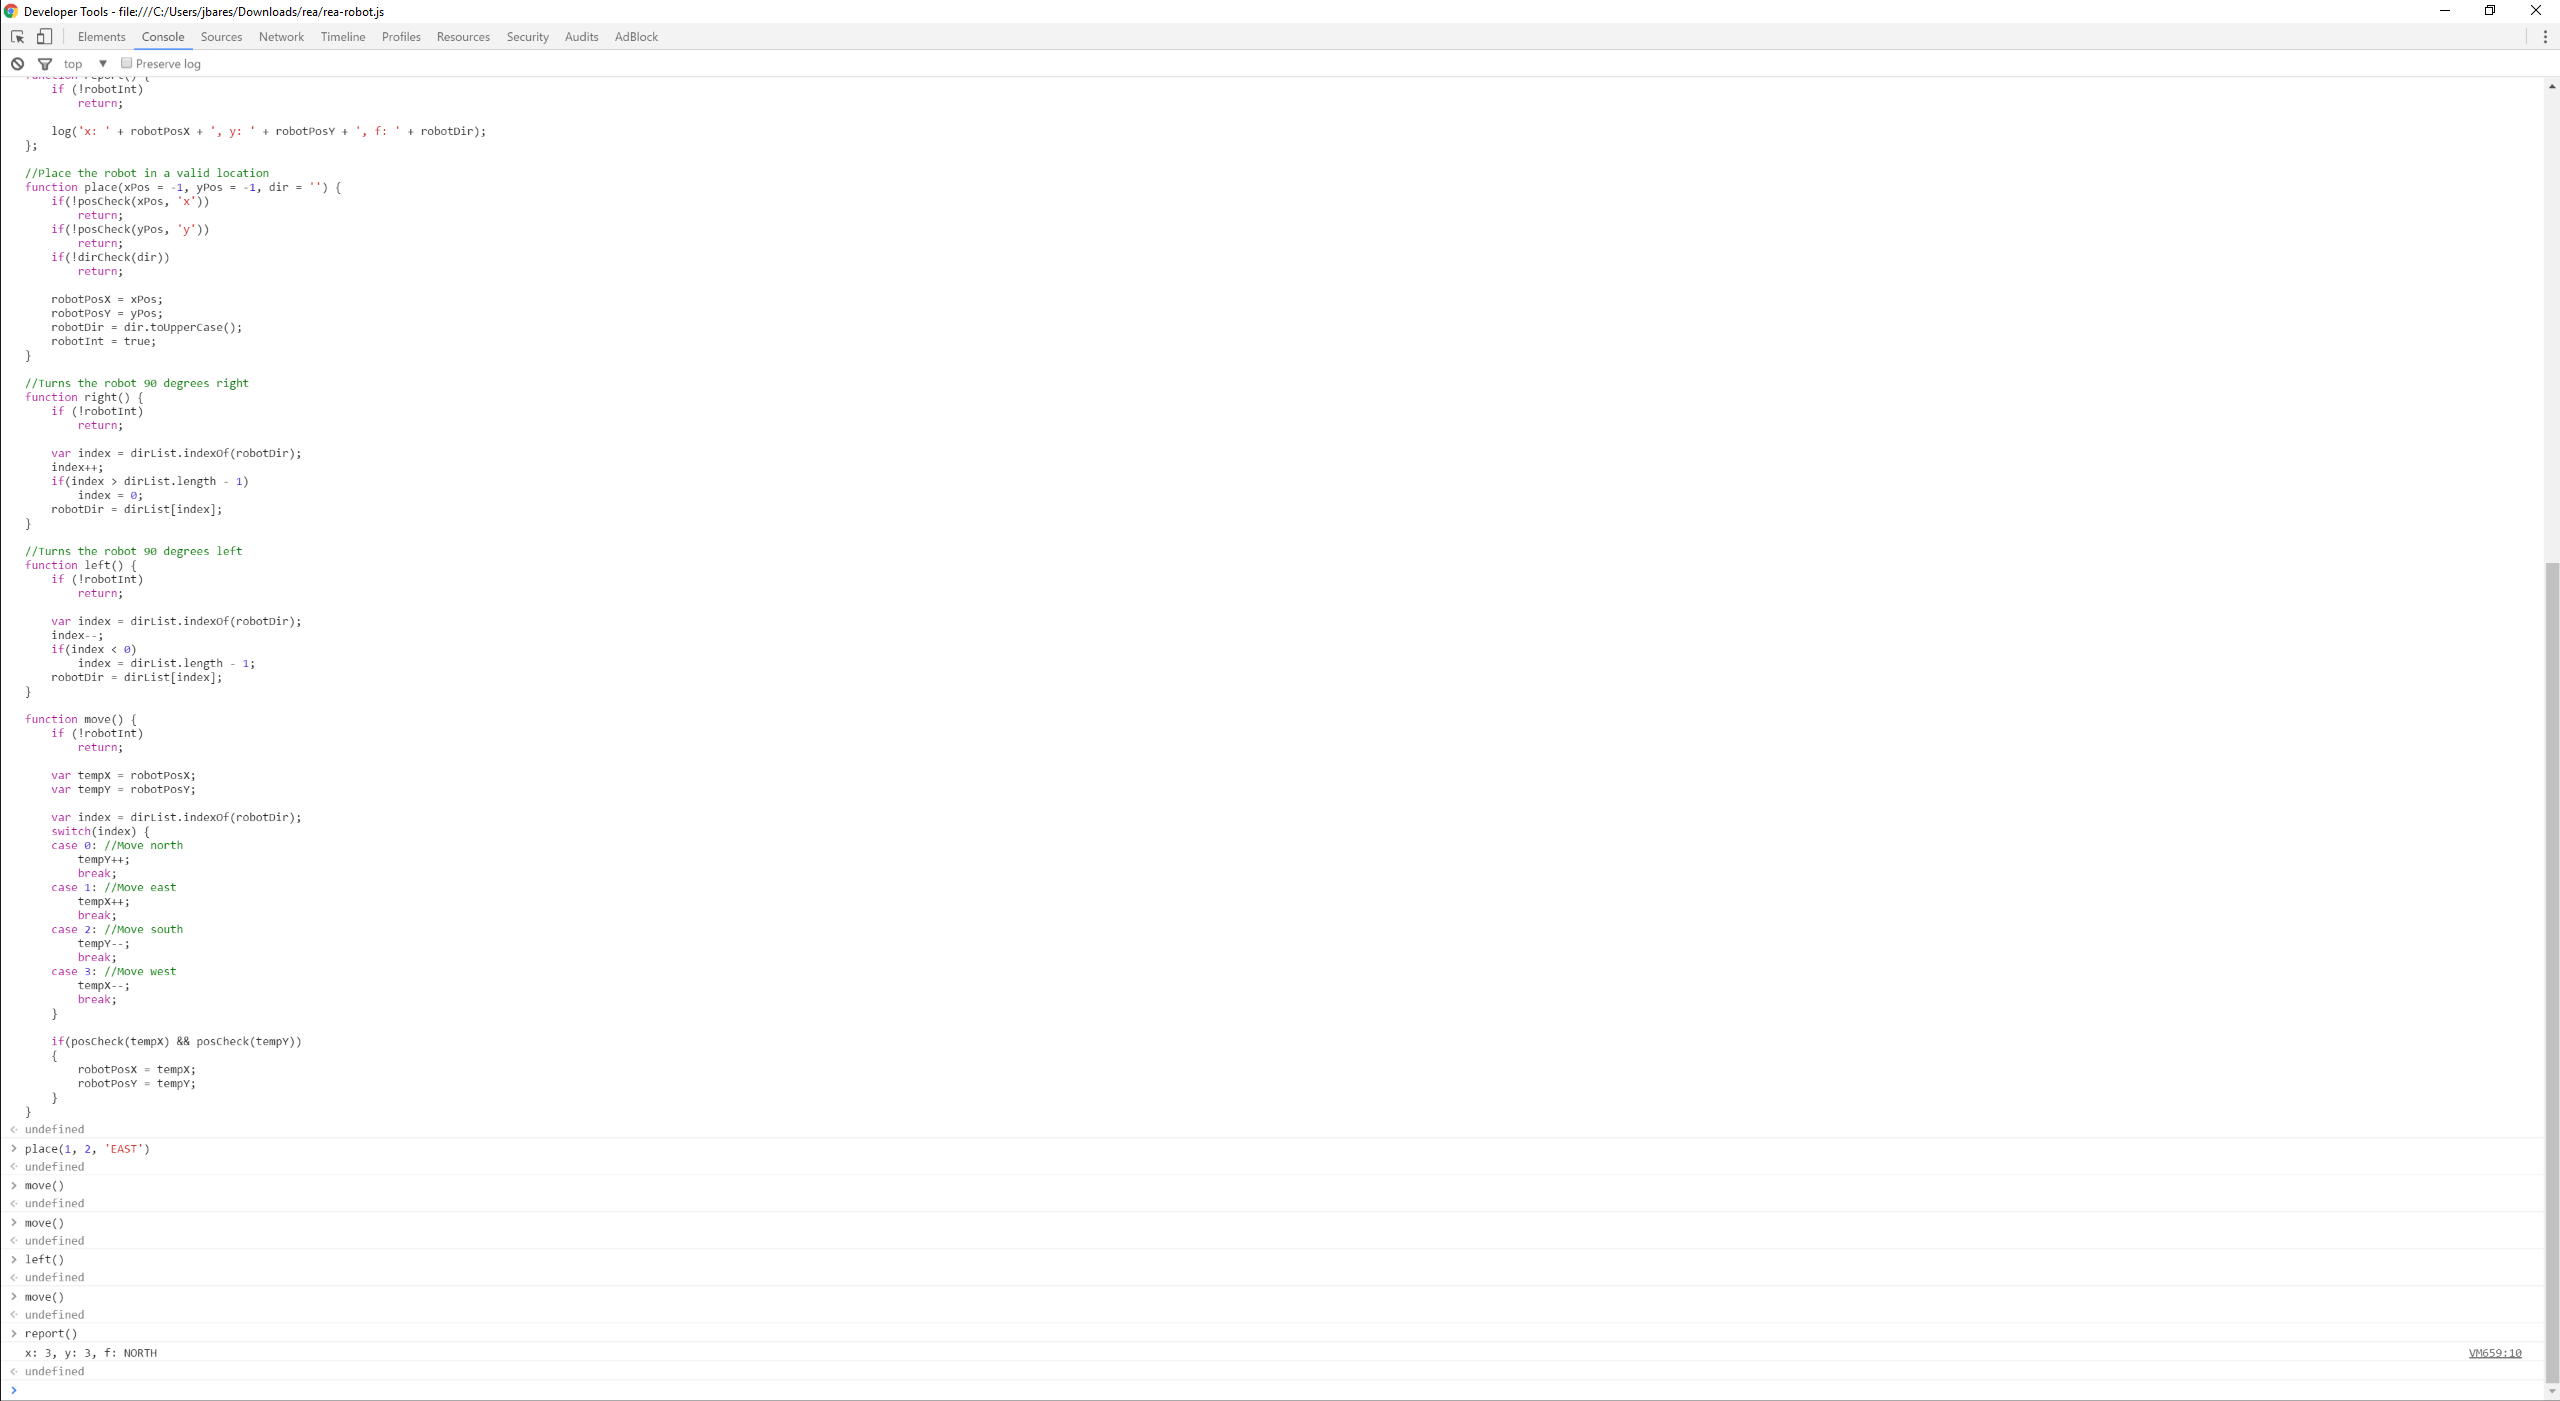 Developer Tools - file:///C:/Users/jbares/Downloads/rea/rea-robot.js
Elements Console Sources Network Timeline Profiles Resources Security Audits AdBlock
top Preserve log
function report() {
if (!robotInt)
return;
log('x: ' + robotPosX + ', y: ' + robotPosY + ', f: ' + robotDir);
};
//Place the robot in a valid location
function place(xPos = -1, yPos = -1, dir = '') {
if(!posCheck(xPos, 'x'))
return;
if(!posCheck(yPos, 'y'))
return;
if(!dirCheck(dir))
return;
robotPosX = xPos;
robotPosY = yPos;
robotDir = dir.toUpperCase();
robotInt = true;
}
//Turns the robot 90 degrees right
function right() {
if (!robotInt)
return;
var index = dirList.indexOf(robotDir);
index++;
if(index > dirList.length - 1)
index = 0;
robotDir = dirList[index];
}
//Turns the robot 90 degrees left
function left() {
if (!robotInt)
return;
var index = dirList.indexOf(robotDir);
index--;
if(index < 0)
index = dirList.length - 1;
robotDir = dirList[index];
}
function move() {
if (!robotInt)
return;
var tempX = robotPosX;
var tempY = robotPosY;
var index = dirList.indexOf(robotDir);
switch(index) {
case 0: //Move north
tempY++;
break;
case 1: //Move east
tempX++;
break;
case 2: //Move south
tempY--;
break;
case 3: //Move west
tempX--;
break;
}
if(posCheck(tempX) && posCheck(tempY))
{
robotPosX = tempX;
robotPosY = tempY;
}
}
undefined
place(1, 2, 'EAST')
undefined
move()
undefined
move()
undefined
left()
undefined
move()
undefined
report()
x: 3, y: 3, f: NORTH VM659:10
undefined